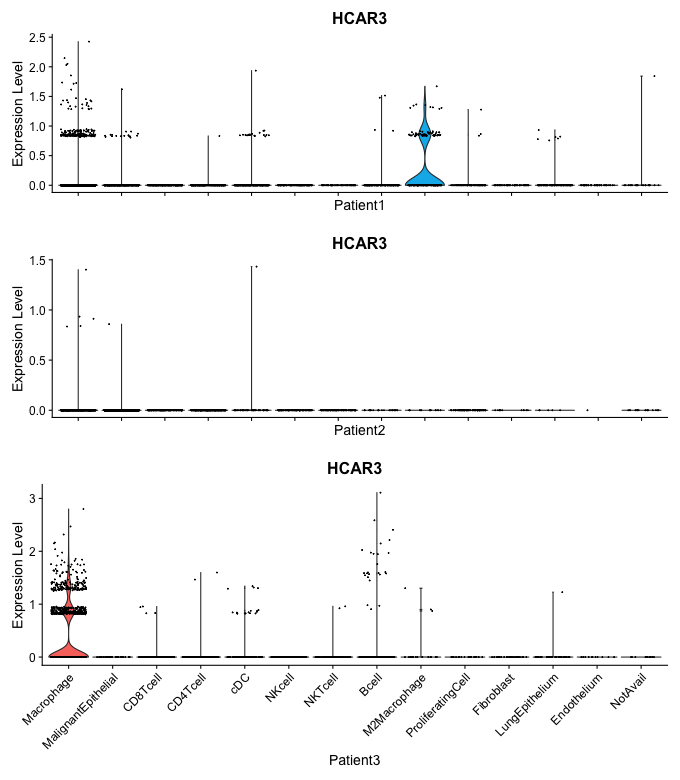 HCAR3
Expression Level
2.5
2.0
1.5
1.0
0.5
0.0
Patient1
HCAR3
Expression Level
1.5
1.0
0.5
0.0
Patient2
HCAR3
Expression Level
3
2
1
0
Macrophage
MalignantEpithelial
CD8Tcell
CD4Tcell
cDC
NKcell
NKTcell
Bcell
M2Macrophage
ProliferatingCell
Fibroblast
LungEpithelium
Endothelium
NotAvail
Patient3